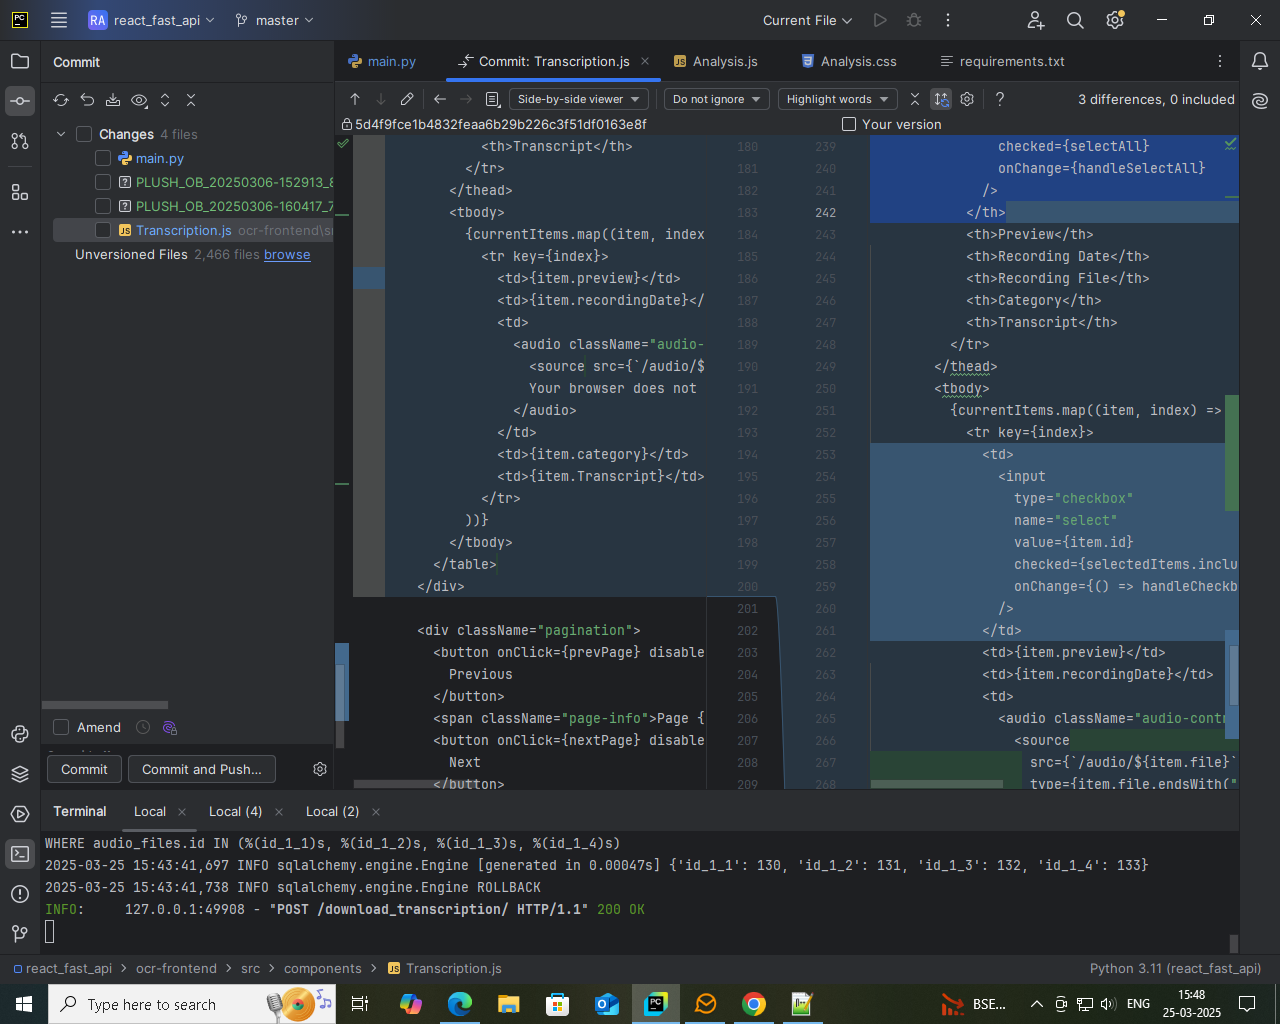 PC
RA react_fast_api
master
Current File
Commit
main.py
Commit: Transcription.js
JS Analysis.js
Analysis.css
requirements.txt
Side-by-side viewer
Do not ignore
Highlight words
?
3 differences, 0 included
5d4f9fce1b4832feaa6b29b226c3f51df0163e8f
Your version
Changes 4 files
main.py
? PLUSH_OB_20250306-152913_
? PLUSH_OB_20250306-160417_7
JS Transcription.js ocr-frontend\s
Unversioned Files 2,466 files browse
<th>Transcript</th> 180
</tr> 181
</thead> 182
<tbody> 183
{currentItems.map((item, index 184
<tr key={index}> 185
<td>{item.preview}</td> 186
<td>{item.recordingDate}</ 187
<td> 188
<audio className="audio- 189
<source src={`/audio/$ 190
Your browser does not 191
</audio> 192
</td> 193
<td>{item.category}</td> 194
<td>{item.Transcript}</td> 195
</tr> 196
))} 197
</tbody> 198
</table> 199
</div> 200
201
<div className="pagination"> 202
<button onClick={prevPage} disable 203
Previous 204
</button> 205
<span className="page-info">Page { 206
<button onClick={nextPage} disable 207
Next 208
</button> 209
239 checked={selectAll}
240 onChange={handleSelectAll}
241 />
242 </th>
243 <th>Preview</th>
244 <th>Recording Date</th>
245 <th>Recording File</th>
246 <th>Category</th>
247 <th>Transcript</th>
248 </tr>
249 </thead>
250 <tbody>
251 {currentItems.map((item, index) =>
252 <tr key={index}>
253 <td>
254 <input
255 type="checkbox"
256 name="select"
257 value={item.id}
258 checked={selectedItems.inclu
259 onChange={() => handleCheckb
260 />
261 </td>
262 <td>{item.preview}</td>
263 <td>{item.recordingDate}</td>
264 <td>
265 <audio className="audio-contr
266 <source
267 src={`/audio/${item.file}`
268 type={item.file.endsWith("
Amend
Commit
Commit and Push...
Terminal
Local
Local (4)
Local (2)
WHERE audio_files.id IN (%(id_1_1)s, %(id_1_2)s, %(id_1_3)s, %(id_1_4)s)
2025-03-25 15:43:41,697 INFO sqlalchemy.engine.Engine [generated in 0.00047s] {'id_1_1': 130, 'id_1_2': 131, 'id_1_3': 132, 'id_1_4': 133}
2025-03-25 15:43:41,738 INFO sqlalchemy.engine.Engine ROLLBACK
INFO: 127.0.0.1:49908 - "POST /download_transcription/ HTTP/1.1" 200 OK
react_fast_api > ocr-frontend > src > components > JS Transcription.js
Python 3.11 (react_fast_api)
Type here to search
PC
BSE...
ENG
15:48
25-03-2025